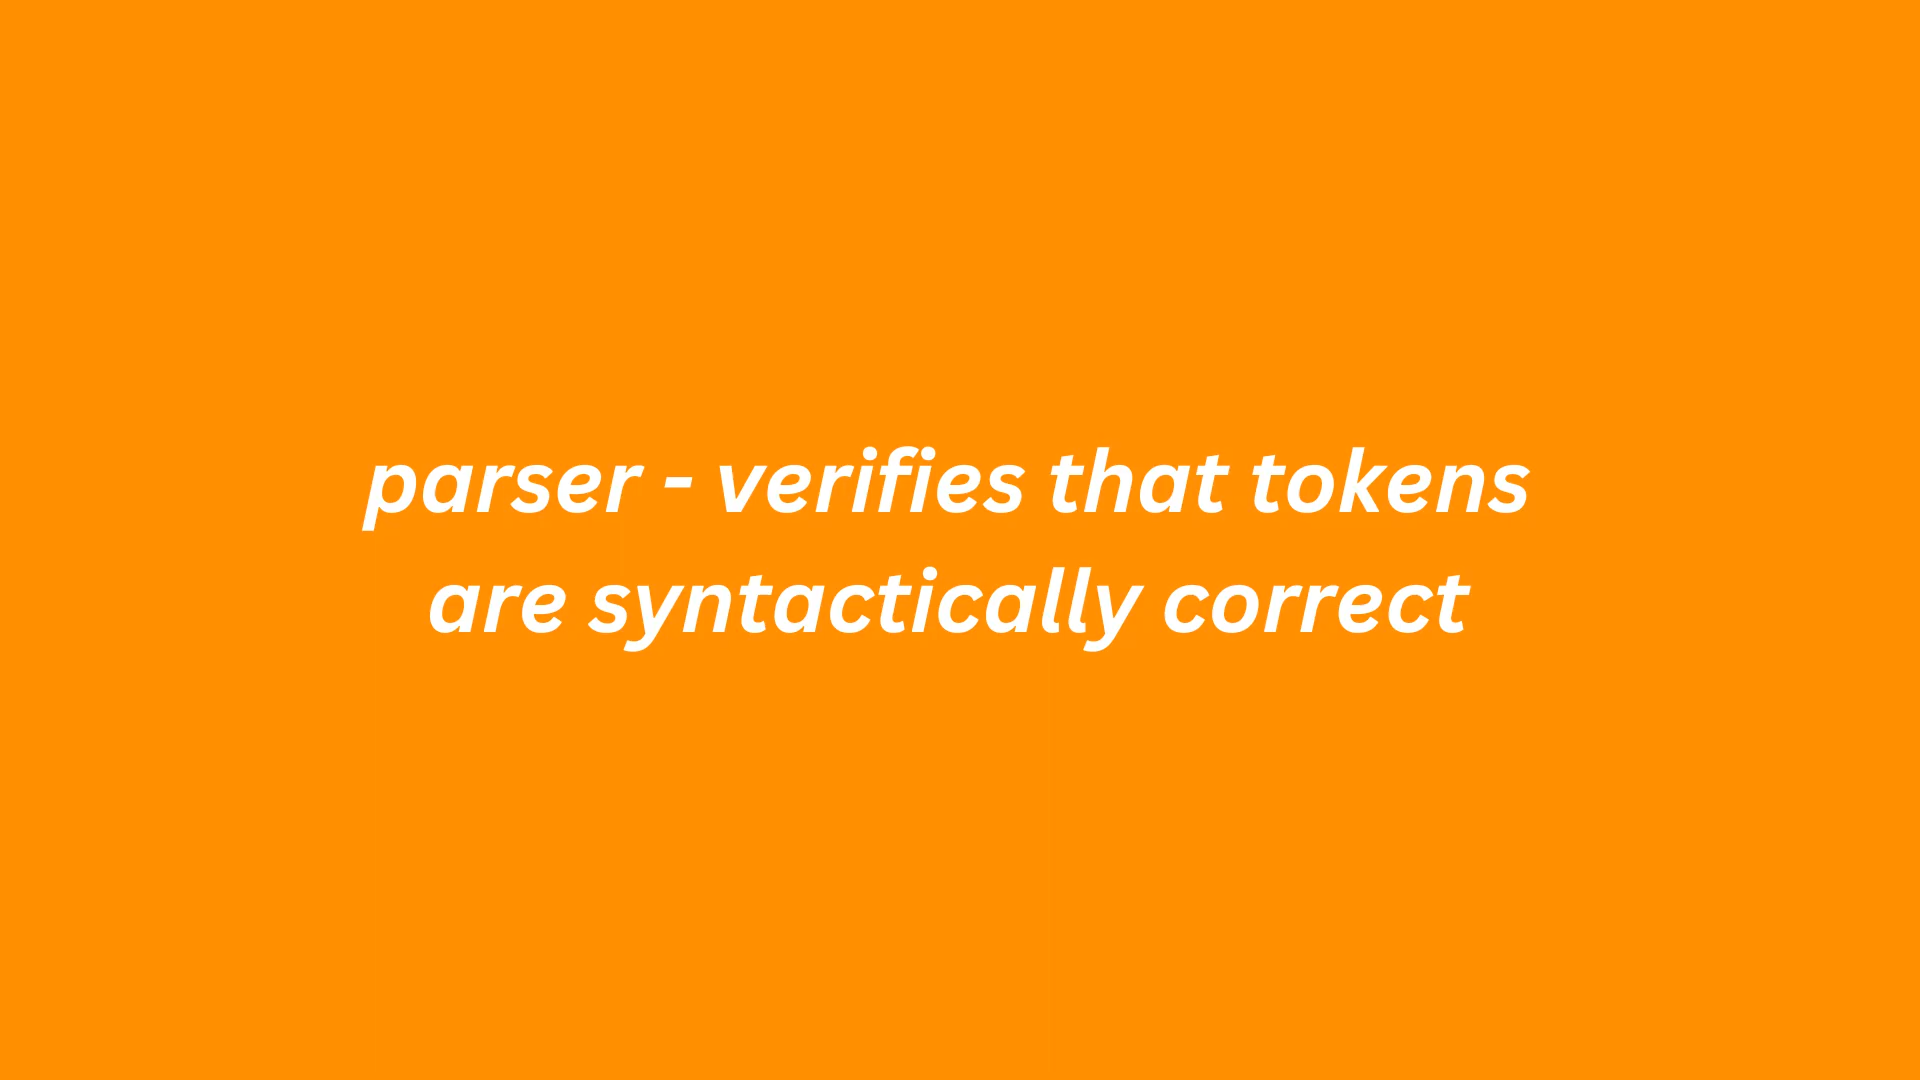 parser - verifies that tokens
are syntactically correct